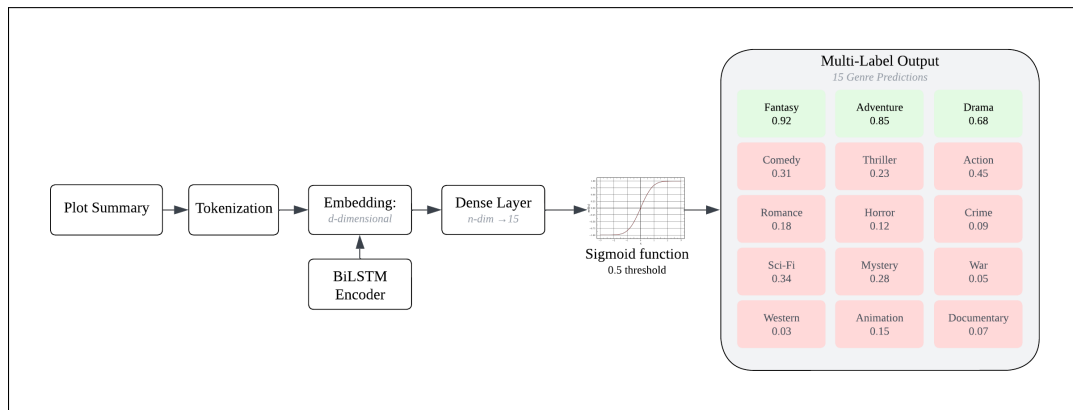 Plot Summary
Tokenization
Embedding:
d-dimensional
BiLSTM
Encoder
Dense Layer
n-dim →15
Sigmoid function
0.5 threshold
Multi-Label Output
15 Genre Predictions
Fantasy
0.92
Adventure
0.85
Drama
0.68
Comedy
0.31
Thriller
0.23
Action
0.45
Romance
0.18
Horror
0.12
Crime
0.09
Sci-Fi
0.34
Mystery
0.28
War
0.05
Western
0.03
Animation
0.15
Documentary
0.07